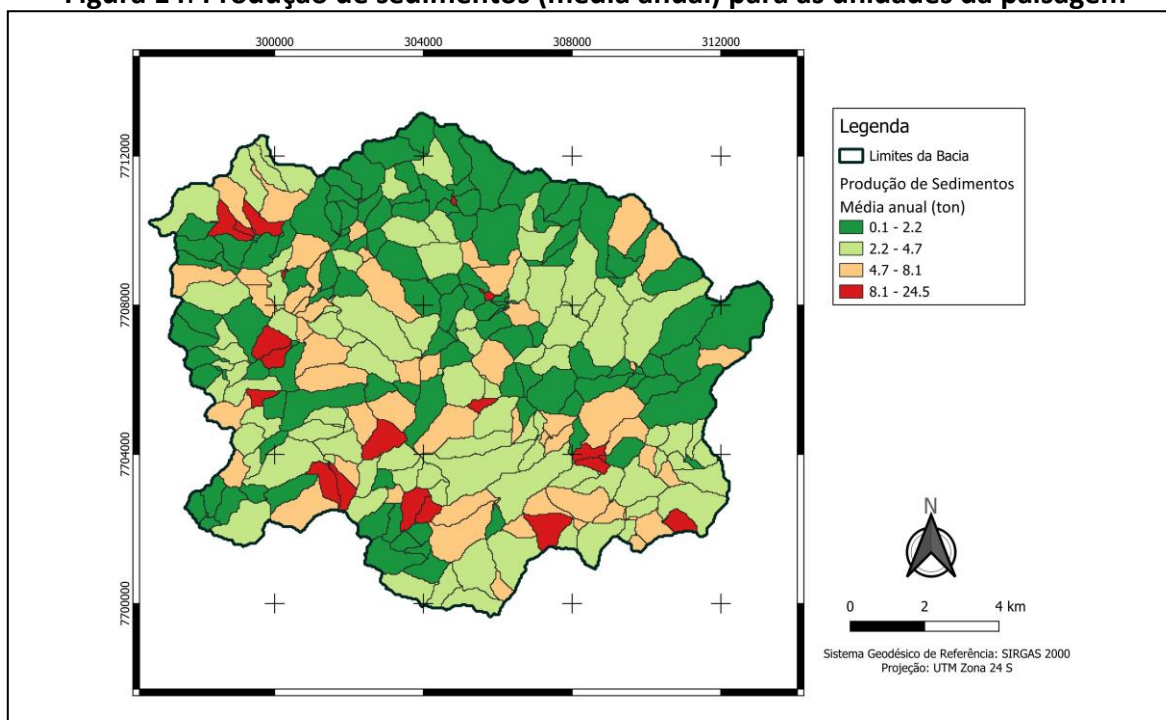 Figura 14. Produção de sedimentos (média anual) para as unidades da paisagem
300000 304000 308000 312000
7712000
7708000
7704000
7700000
Legenda
Limites da Bacia
Produção de Sedimentos
Média anual (ton)
0.1 - 2.2
2.2 - 4.7
4.7 - 8.1
8.1 - 24.5
N
0 2 4 km
Sistema Geodésico de Referência: SIRGAS 2000
Projeção: UTM Zona 24 S